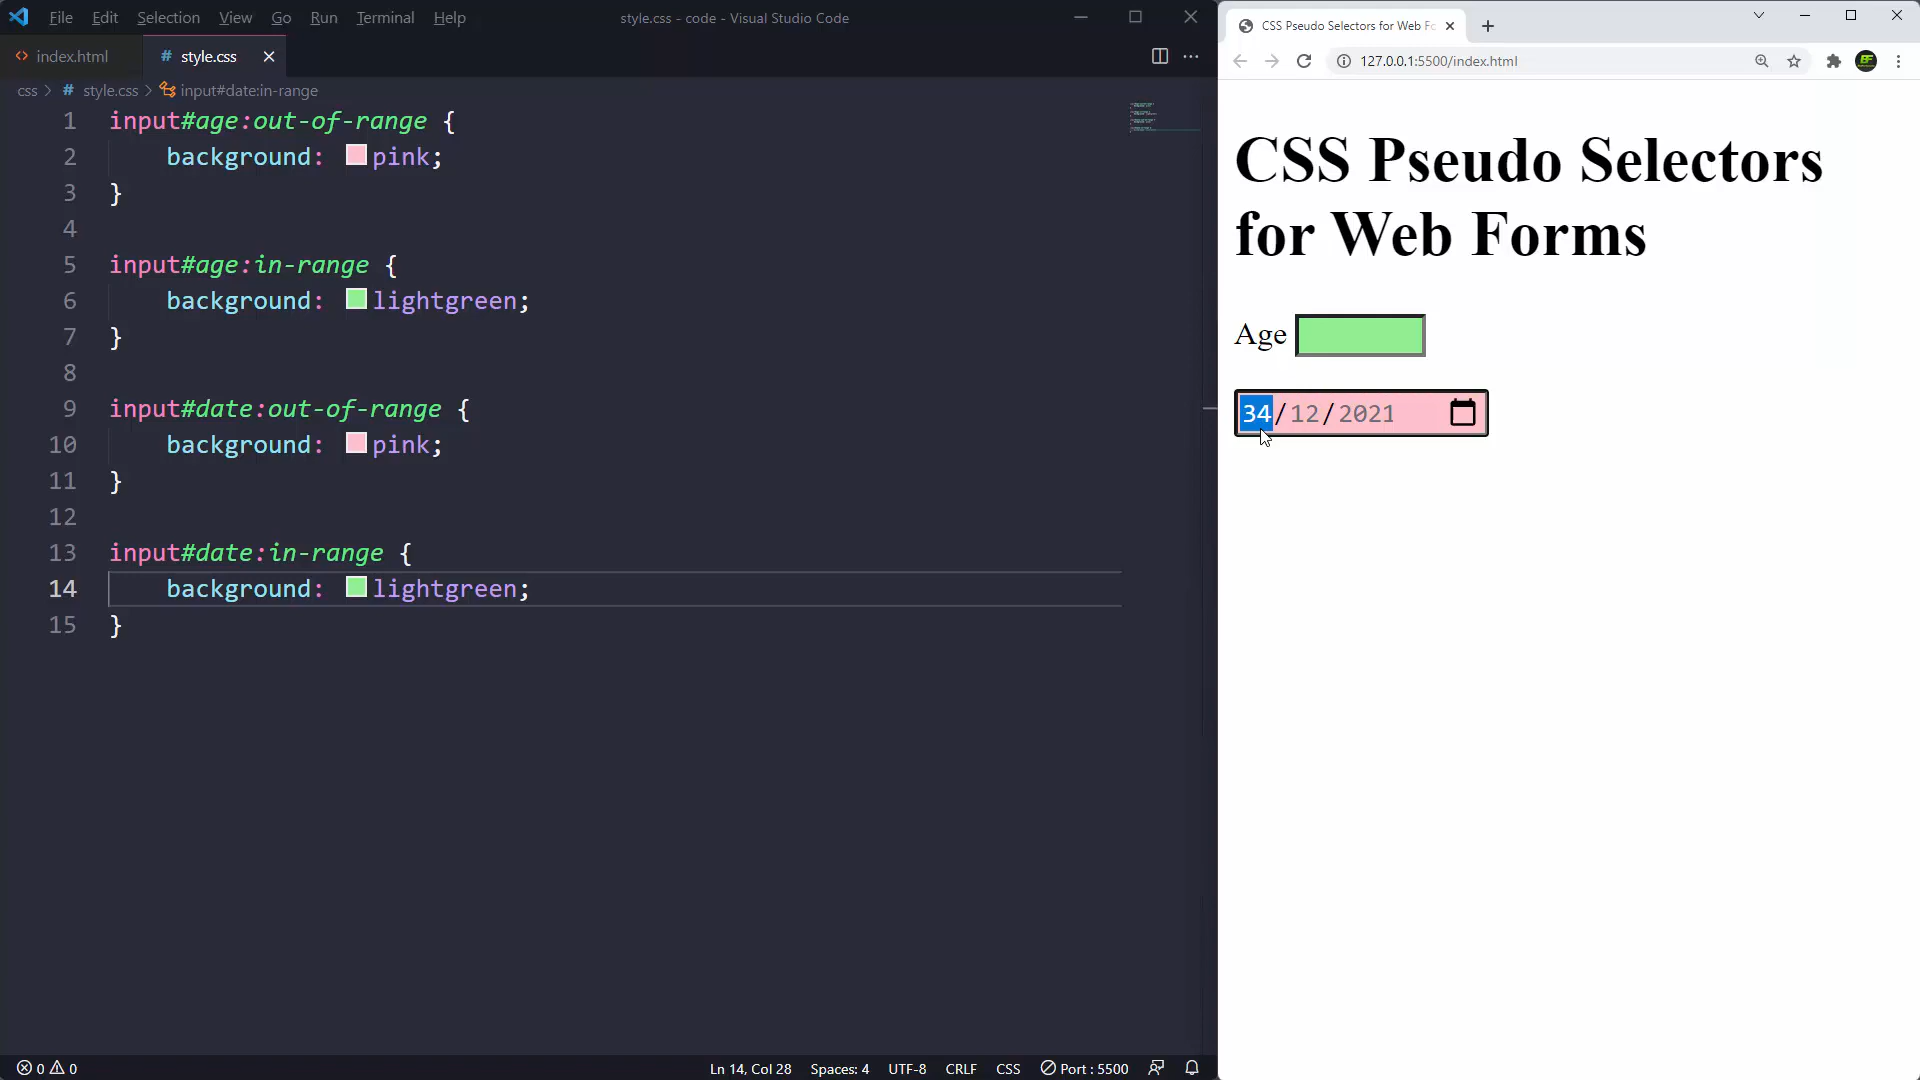 File Edit Selection View Go Run Terminal Help
style.css - code - Visual Studio Code
index.html
# style.css
css > # style.css > input#date:in-range
1 input#age:out-of-range {
2 background: pink;
3 }
4
5 input#age:in-range {
6 background: lightgreen;
7 }
8
9 input#date:out-of-range {
10 background: pink;
11 }
12
13 input#date:in-range {
14 background: lightgreen;
15 }
0 0
Ln 14, Col 28 Spaces: 4 UTF-8 CRLF CSS Port : 5500
CSS Pseudo Selectors for Web Fo
127.0.0.1:5500/index.html
BF
CSS Pseudo Selectors
for Web Forms
Age
34/12/2021